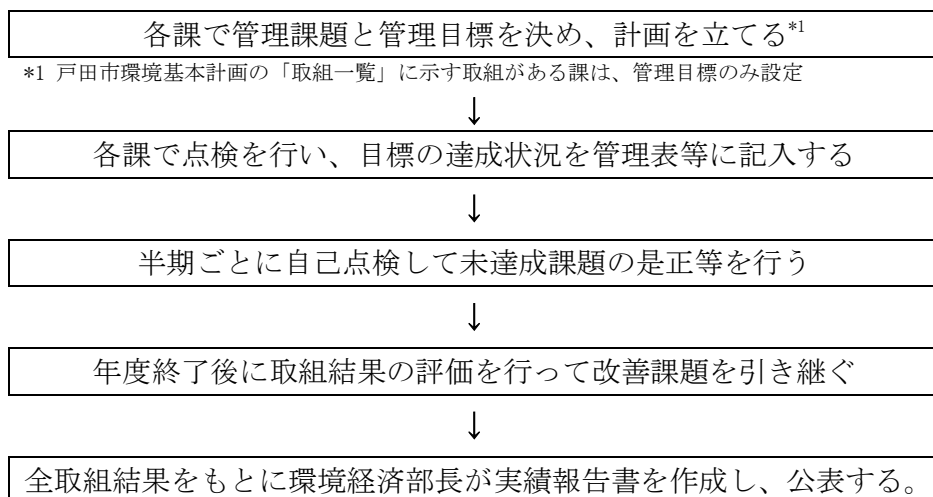 各課で管理課題と管理目標を決め、計画を立てる*1
*1 戸田市環境基本計画の「取組一覧」に示す取組がある課は、管理目標のみ設定
↓
各課で点検を行い、目標の達成状況を管理表等に記入する
↓
半期ごとに自己点検して未達成課題の是正等を行う
↓
年度終了後に取組結果の評価を行って改善課題を引き継ぐ
↓
全取組結果をもとに環境経済部長が実績報告書を作成し、公表する。